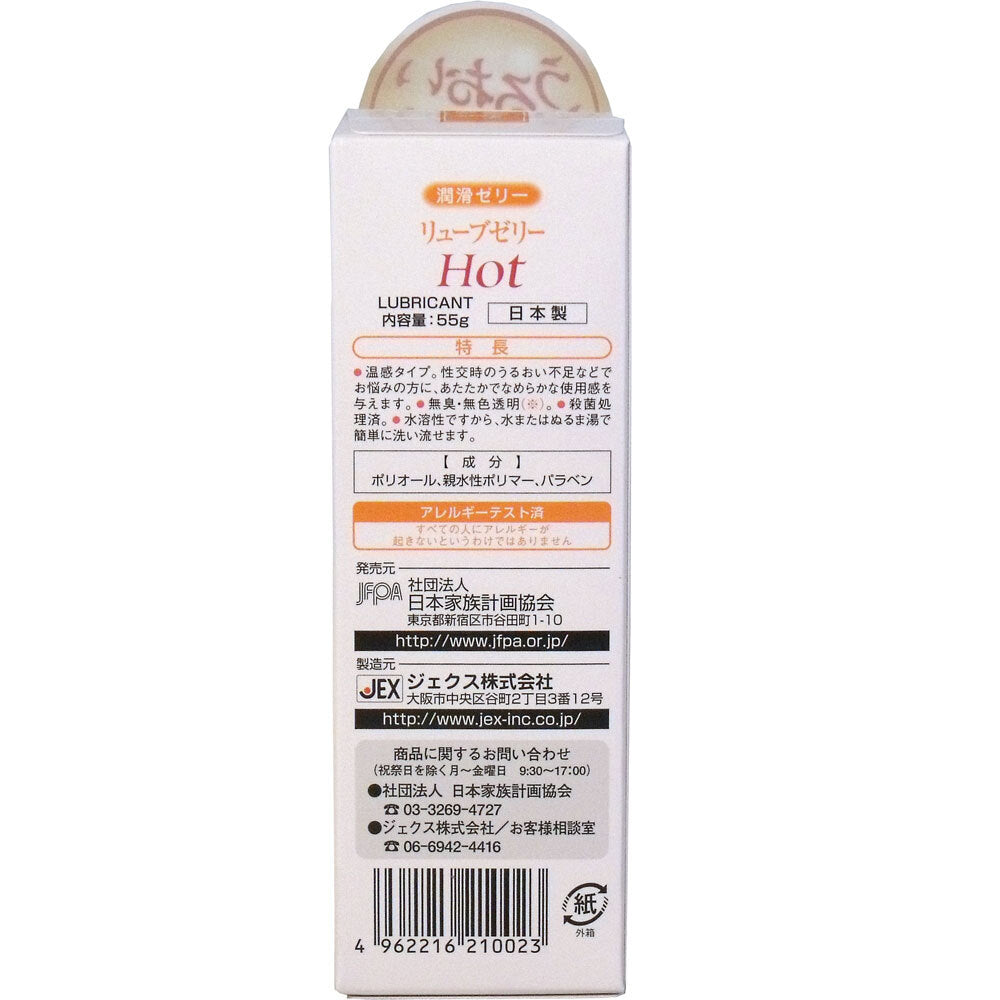 うるおい
潤滑ゼリー
リューブゼリー
Hot
LUBRICANT
内容量：55g
日本製
特長
●温感タイプ。性交時のうるおい不足などで
お悩みの方に、あたたかでなめらかな使用感を
与えます。●無臭・無色透明(※)。●殺菌処
理済。●水溶性ですから、水またはぬるま湯で
簡単に洗い流せます。
【成分】
ポリオール、親水性ポリマー、パラベン
アレルギーテスト済
すべての人にアレルギーが
起きないというわけではありません
発売元
JFPA 社団法人
日本家族計画協会
東京都新宿区市谷田町1-10
http://www.jfpa.or.jp/
製造元
JEX ジェクス株式会社
大阪市中央区谷町2丁目3番12号
http://www.jex-inc.co.jp/
商品に関するお問い合わせ
(祝祭日を除く月〜金曜日 9:30〜17:00)
●社団法人 日本家族計画協会
☎03-3269-4727
●ジェクス株式会社／お客様相談室
☎06-6942-4416
4 962216 210023
紙
外箱